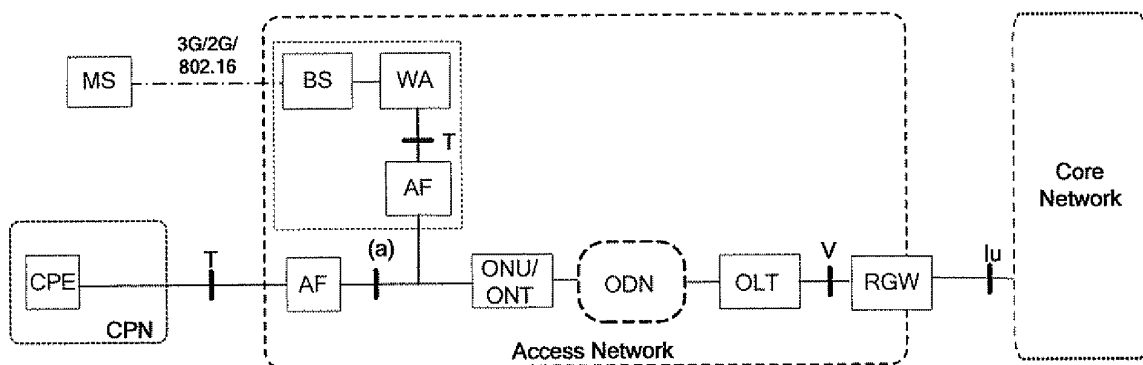 3G/2G/
802.16
MS
BS
WA
T
AF
Core
Network
CPE
CPN
T
AF
(a)
ONU/
ONT
ODN
OLT
V
RGW
Iu
Access Network